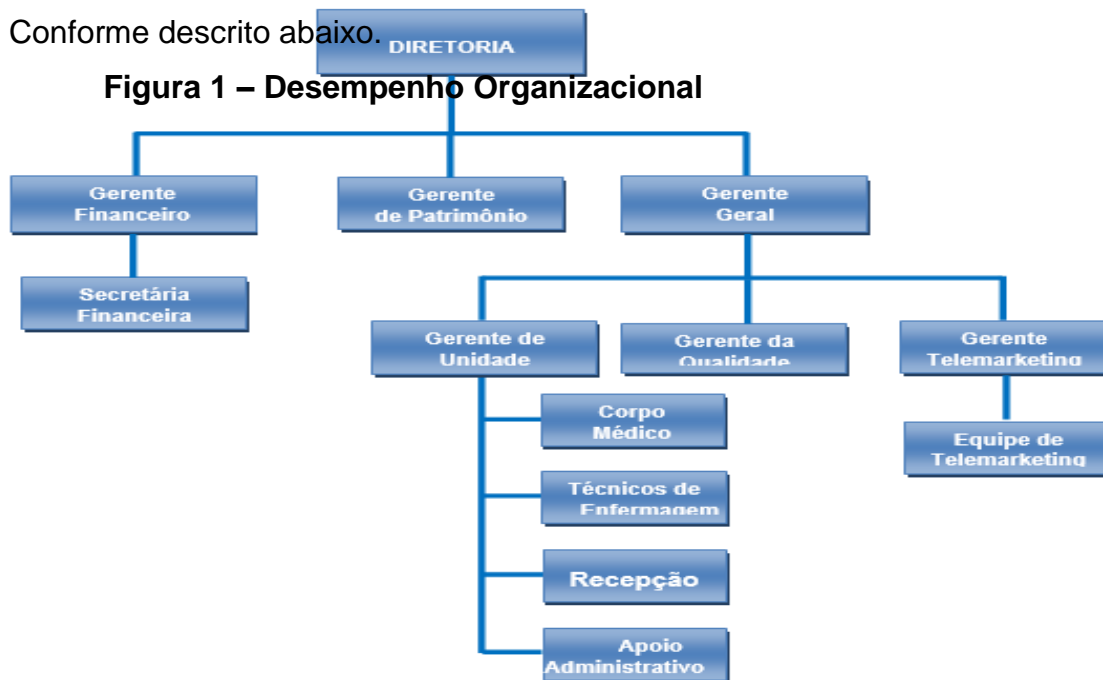 Conforme descrito abaixo.
DIRETORIA
Figura 1 – Desempenho Organizacional
Gerente
Financeiro
Gerente
de Patrimônio
Gerente
Geral
Secretária
Financeira
Gerente de
Unidade
Gerente da
Qualidade
Gerente
Telemarketing
Corpo
Médico
Equipe de
Telemarketing
Técnicos de
Enfermagem
Recepção
Apoio
Administrativo